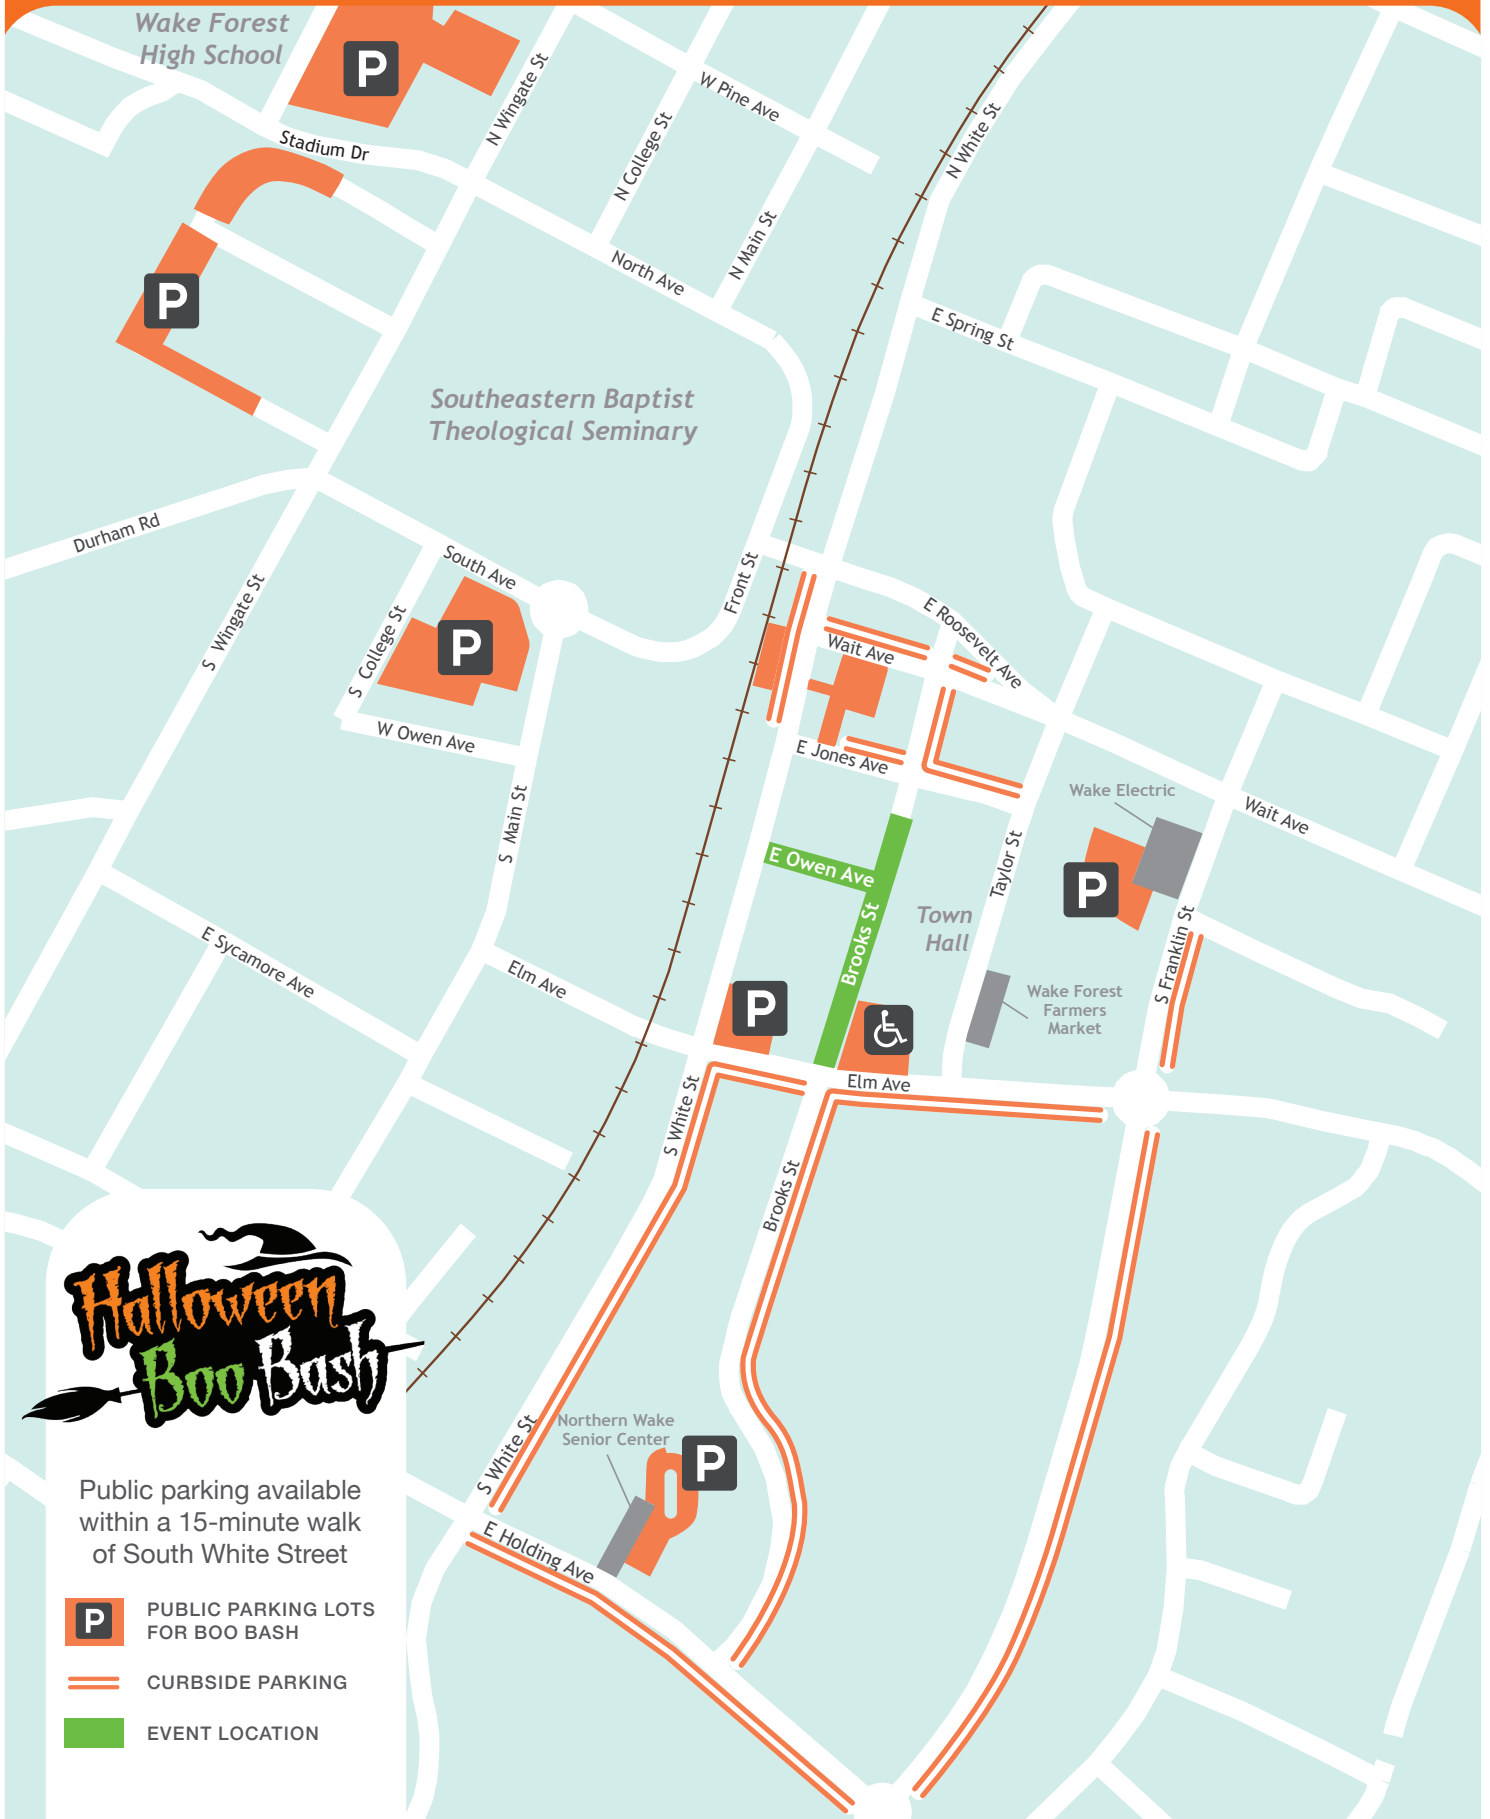 Wake Forest
High School
P
N Wingate St
W Pine Ave
N College St
N White St
Stadium Dr
N Main St
North Ave
P
E Spring St
Southeastern Baptist
Theological Seminary
Durham Rd
South Ave
Front St
S Wingate St
S College St
P
E Roosevelt Ave
Wait Ave
W Owen Ave
E Jones Ave
S Main St
Wake Electric
Wait Ave
Taylor St
E Owen Ave
P
Brooks St
Town
Hall
S Franklin St
E Sycamore Ave
Elm Ave
P
Wake Forest
Farmers
Market
Elm Ave
S White St
Brooks St
Halloween
Boo Bash
S White St
Northern Wake
Senior Center
P
E Holding Ave
Public parking available
within a 15-minute walk
of South White Street
P
PUBLIC PARKING LOTS
FOR BOO BASH
CURBSIDE PARKING
EVENT LOCATION